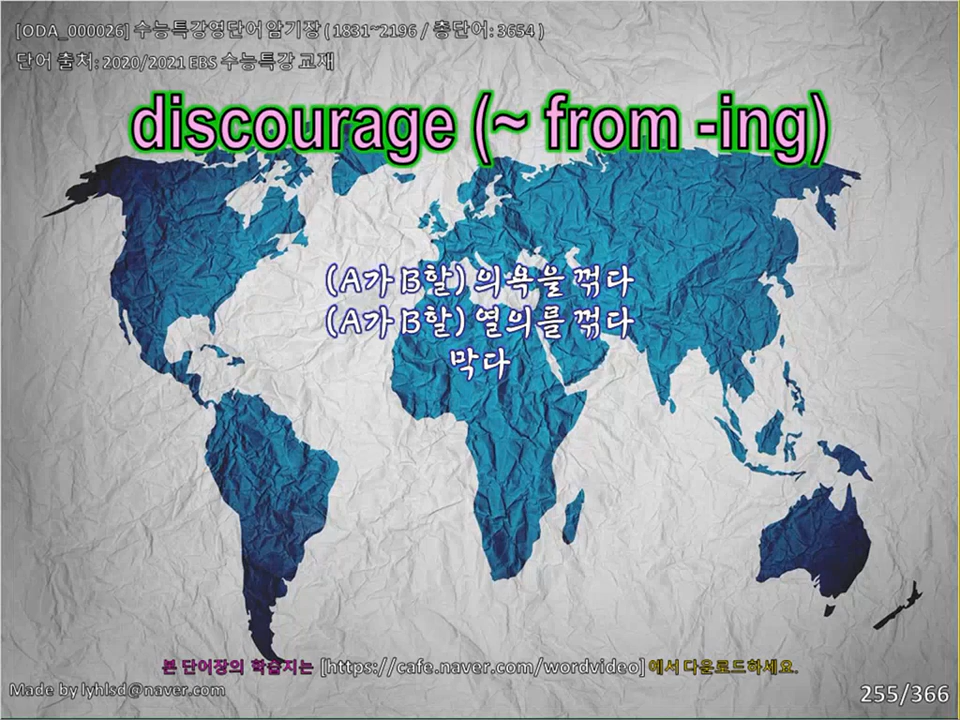 [ODA_000026] 수능특강영단어 암기장 ( 1831~2196 / 총단어: 3654 )
단어 출처: 2020/2021 EBS 수능특강 교재
discourage (~ from -ing)
(A가 B할) 의욕을 꺾다
(A가 B할) 열의를 꺾다
막다
본 단어장의 학습지는 [https://cafe.naver.com/wordvideo] 에서 다운로드하세요.
Made by lyhlsd@naver.com
255/366